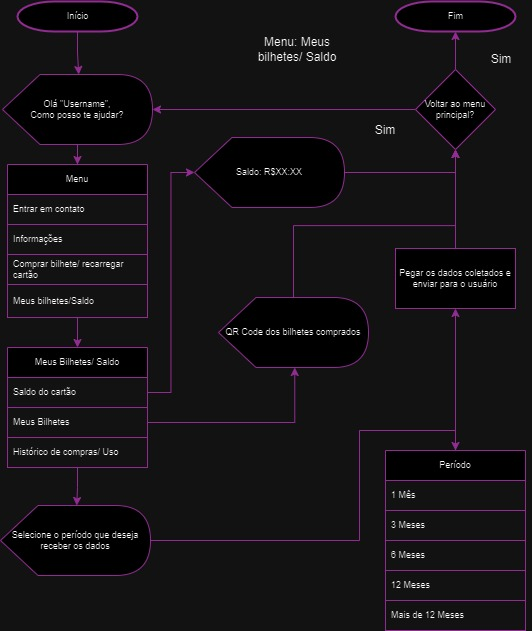 Início
Fim
Menu: Meus
bilhetes/ Saldo
Sim
Olá "Username",
Como posso te ajudar?
Voltar ao menu
principal?
Sim
Menu
Entrar em contato
Informações
Comprar bilhete/ recarregar
cartão
Meus bilhetes/Saldo
Saldo: R$XX:XX
Pegar os dados coletados e
enviar para o usuário
QR Code dos bilhetes comprados
Meus Bilhetes/ Saldo
Saldo do cartão
Meus Bilhetes
Histórico de compras/ Uso
Selecione o período que deseja
receber os dados
Período
1 Mês
3 Meses
6 Meses
12 Meses
Mais de 12 Meses